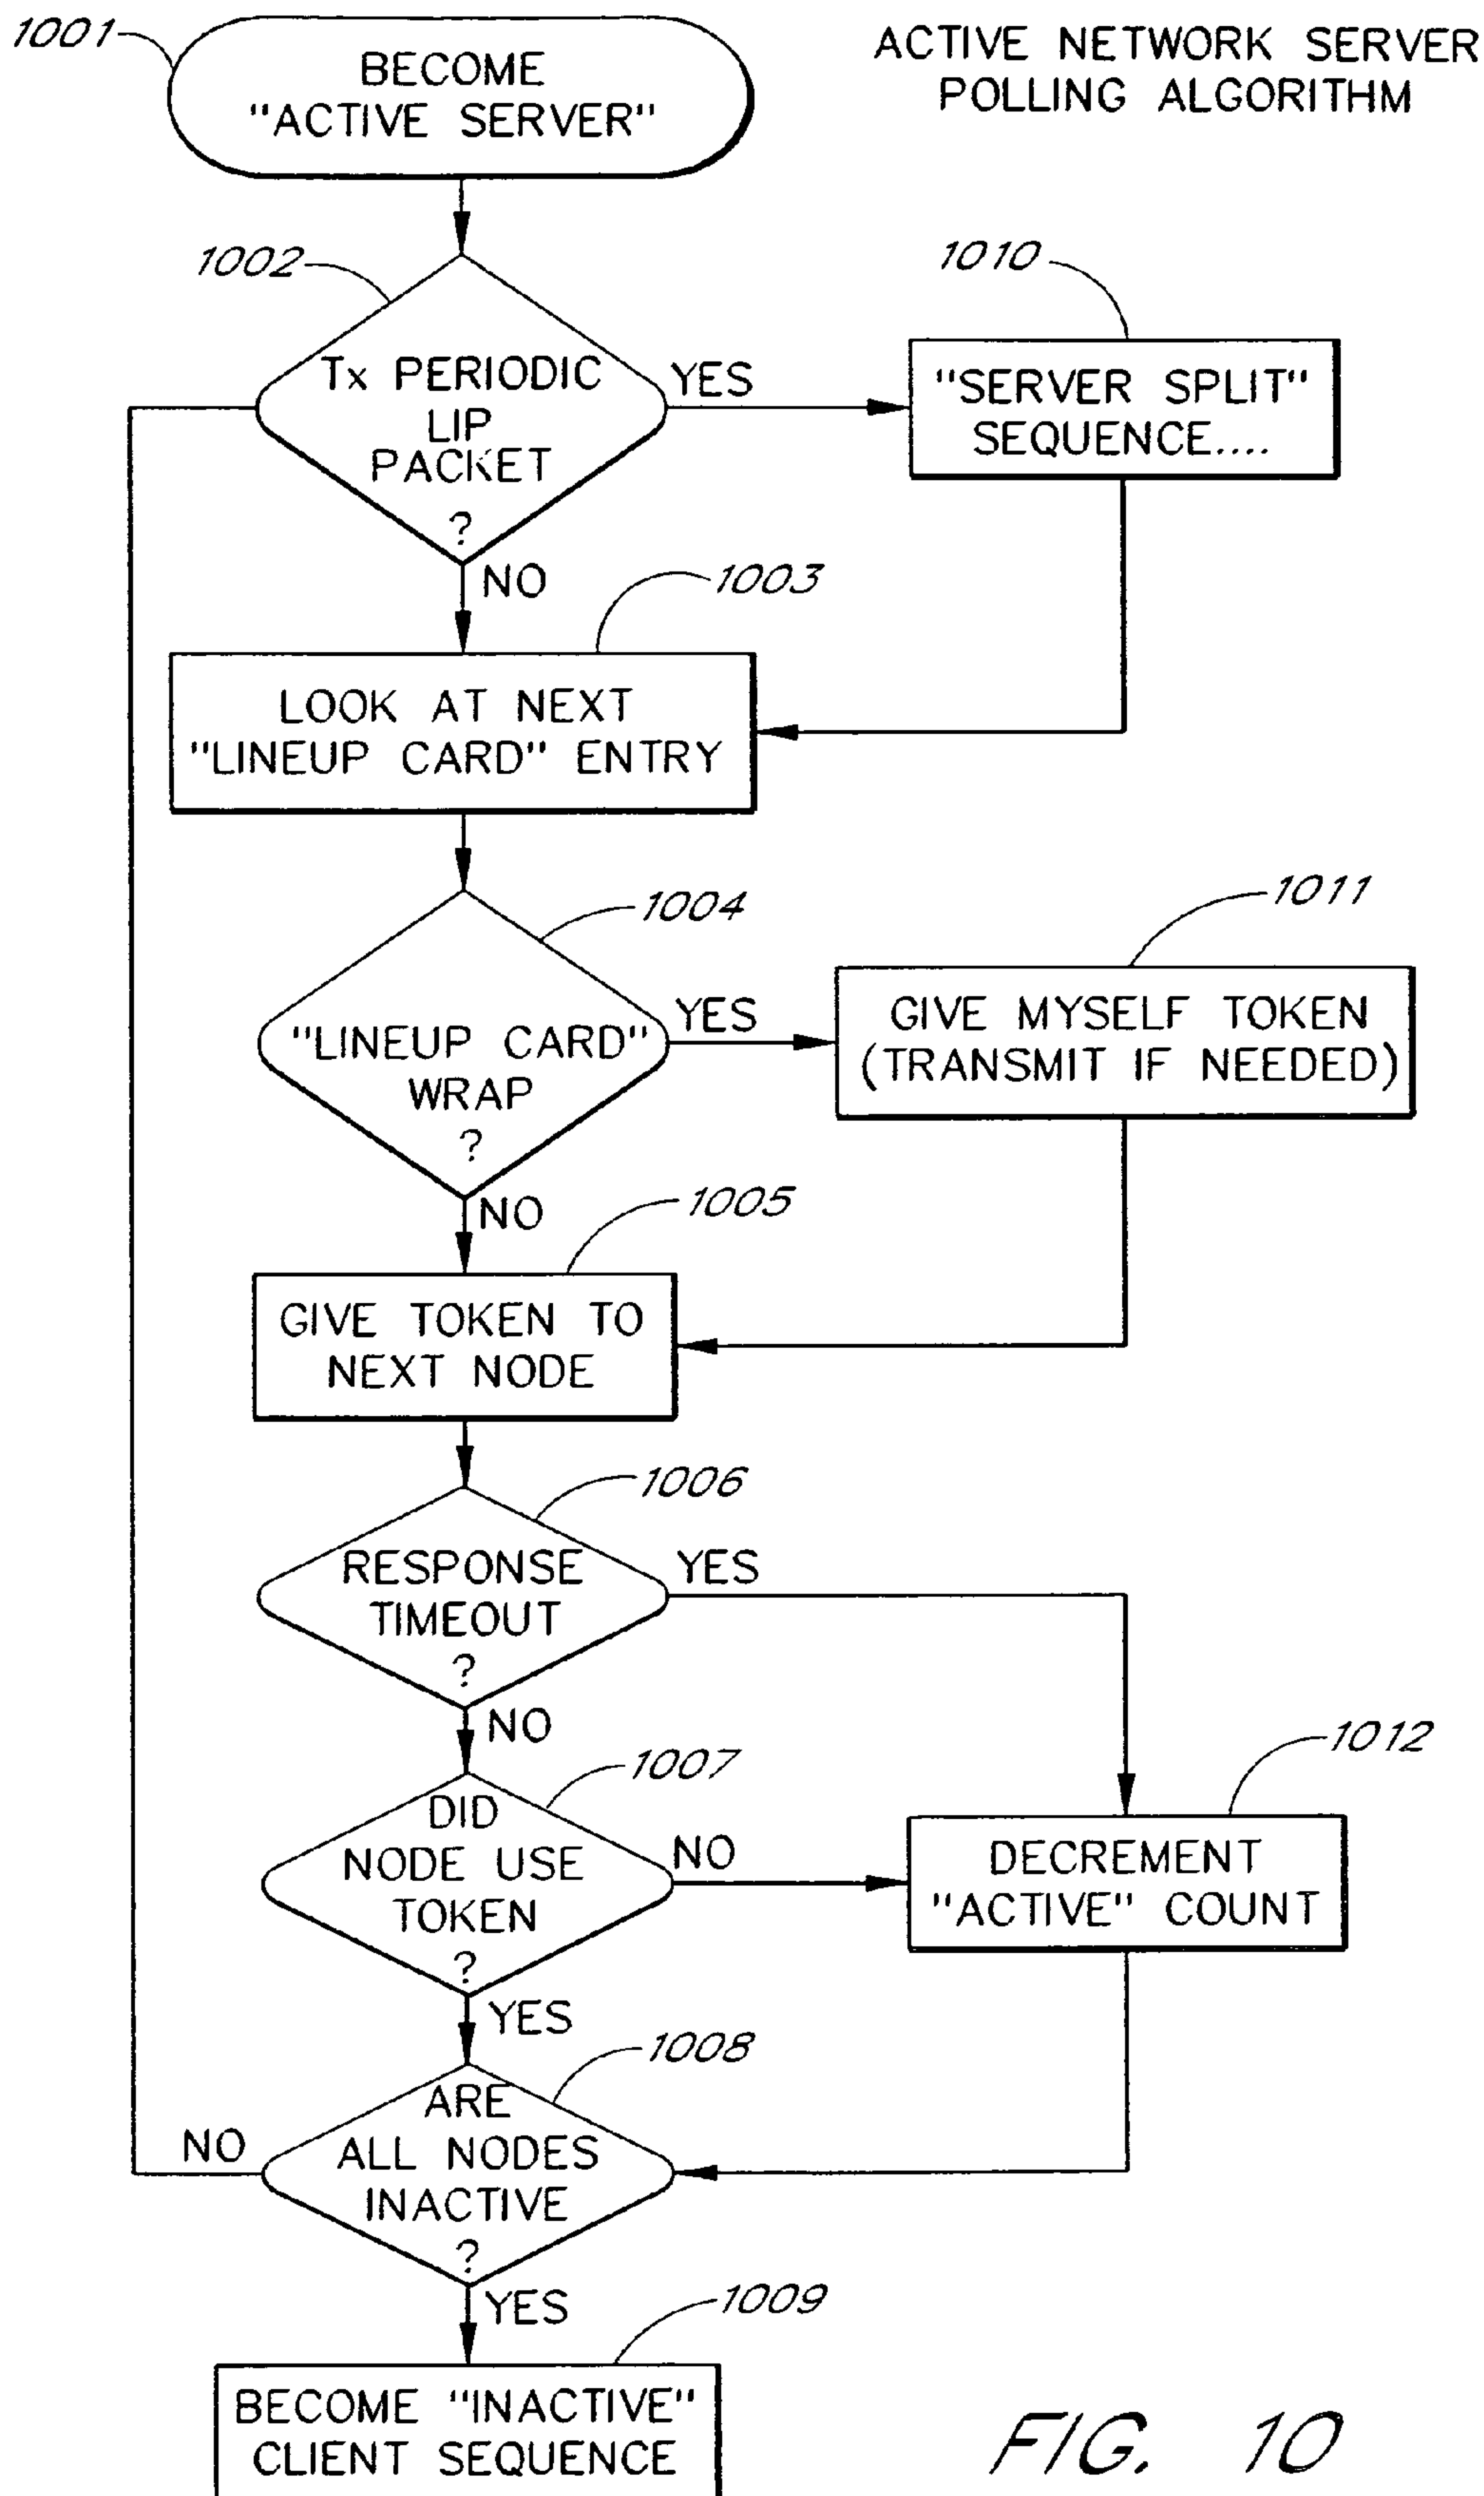 1001
BECOME
"ACTIVE SERVER"
ACTIVE NETWORK SERVER
POLLING ALGORITHM
1002
Tx PERIODIC
LIP
PACKET
?
YES
1010
"SERVER SPLIT"
SEQUENCE....
NO
1003
LOOK AT NEXT
"LINEUP CARD" ENTRY
1004
"LINEUP CARD"
WRAP
?
YES
1011
GIVE MYSELF TOKEN
(TRANSMIT IF NEEDED)
NO
1005
GIVE TOKEN TO
NEXT NODE
1006
RESPONSE
TIMEOUT
?
YES
NO
1007
DID
NODE USE
TOKEN
?
NO
1012
DECREMENT
"ACTIVE" COUNT
YES
1008
ARE
ALL NODES
INACTIVE
?
NO
YES
1009
BECOME "INACTIVE"
CLIENT SEQUENCE
FIG. 10